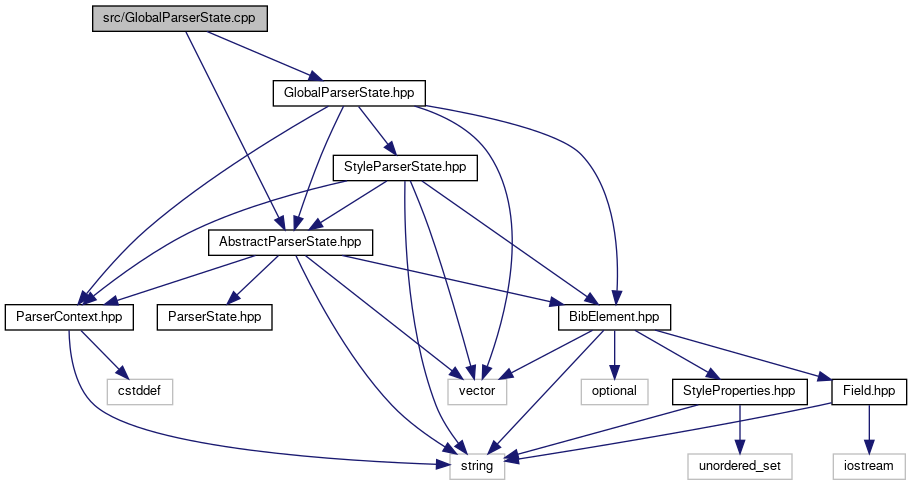 src/GlobalParserState.cpp
GlobalParserState.hpp
StyleParserState.hpp
AbstractParserState.hpp
ParserContext.hpp
ParserState.hpp
BibElement.hpp
cstddef
vector
optional
StyleProperties.hpp
Field.hpp
string
unordered_set
iostream